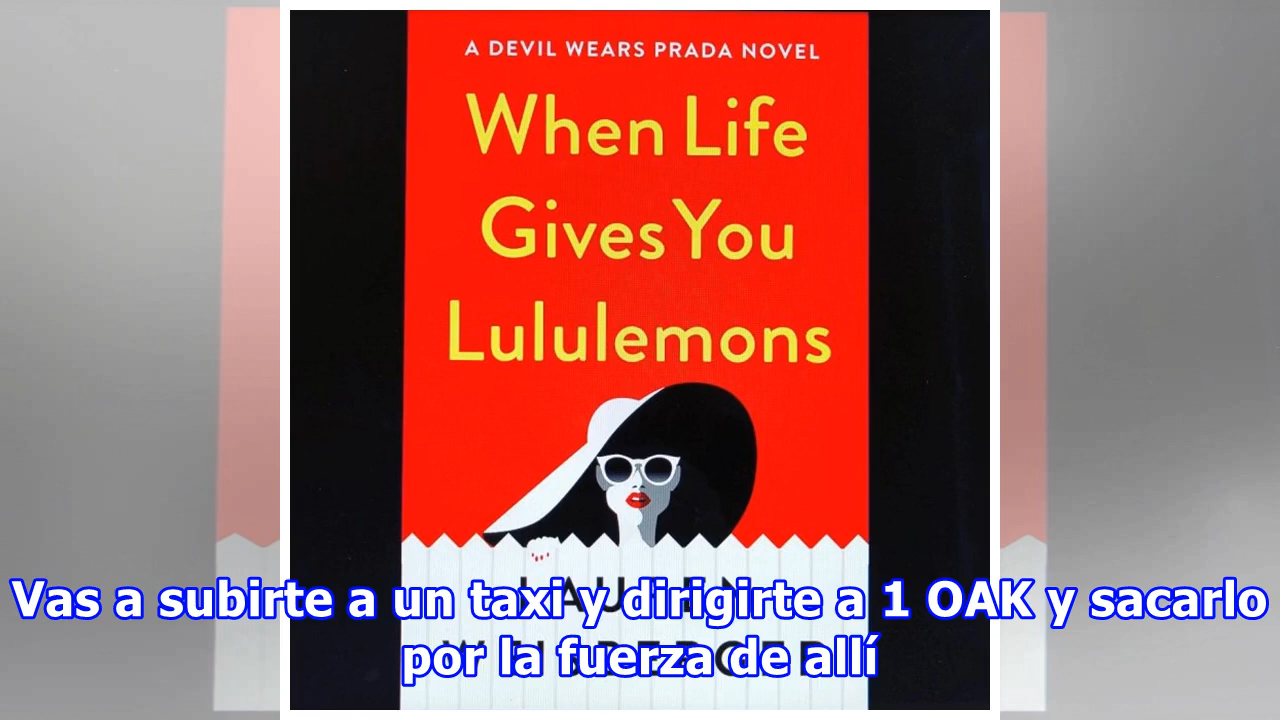 A DEVIL WEARS PRADA NOVEL
When Life
Gives You
Lululemons
Vas a subirte a un taxi y dirigirte a 1 OAK y sacarlo
por la fuerza de allí